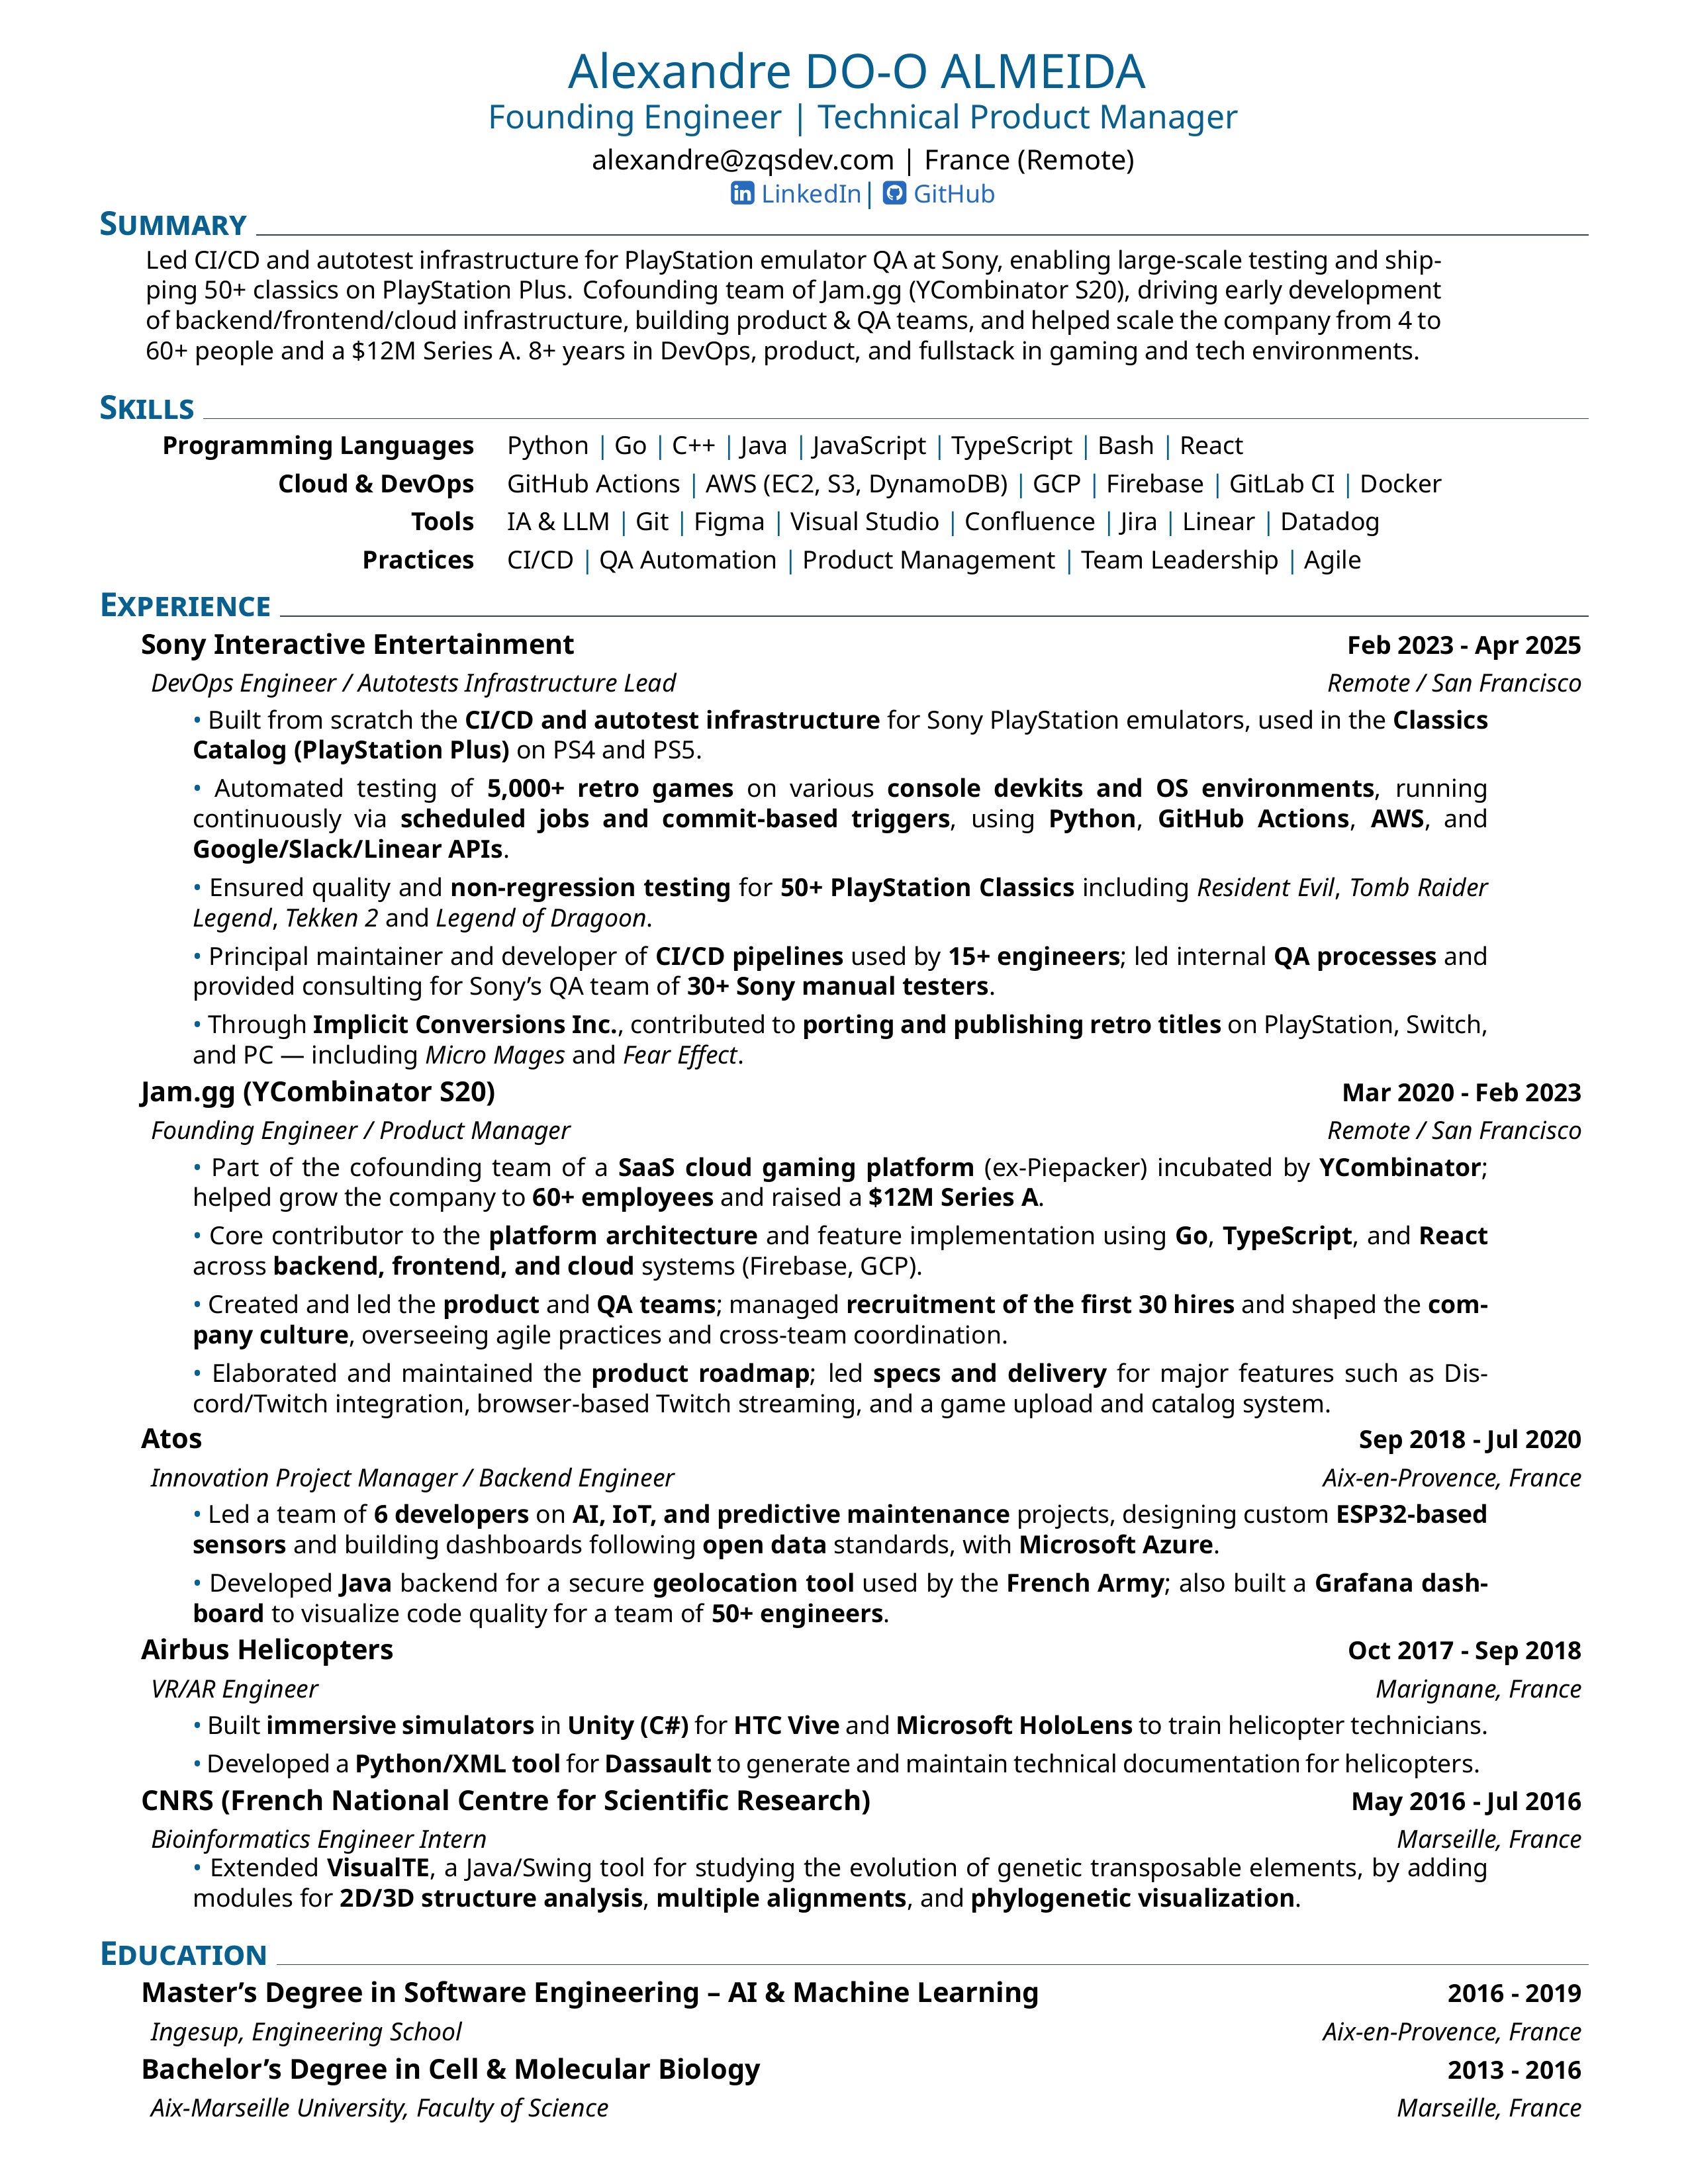 Alexandre DO-O ALMEIDA
Founding Engineer | Technical Product Manager
alexandre@zqsdev.com | France (Remote)
LinkedIn | GitHub
SUMMARY
Led CI/CD and autotest infrastructure for PlayStation emulator QA at Sony, enabling large-scale testing and ship-
ping 50+ classics on PlayStation Plus. Cofounding team of Jam.gg (YCombinator S20), driving early development
of backend/frontend/cloud infrastructure, building product & QA teams, and helped scale the company from 4 to
60+ people and a $12M Series A. 8+ years in DevOps, product, and fullstack in gaming and tech environments.
SKILLS
Programming Languages Python | Go | C++ | Java | JavaScript | TypeScript | Bash | React
Cloud & DevOps GitHub Actions | AWS (EC2, S3, DynamoDB) | GCP | Firebase | GitLab CI | Docker
Tools IA & LLM | Git | Figma | Visual Studio | Confluence | Jira | Linear | Datadog
Practices CI/CD | QA Automation | Product Management | Team Leadership | Agile
EXPERIENCE
Sony Interactive Entertainment Feb 2023 - Apr 2025
DevOps Engineer / Autotests Infrastructure Lead Remote / San Francisco
• Built from scratch the CI/CD and autotest infrastructure for Sony PlayStation emulators, used in the Classics
Catalog (PlayStation Plus) on PS4 and PS5.
• Automated testing of 5,000+ retro games on various console devkits and OS environments, running
continuously via scheduled jobs and commit-based triggers, using Python, GitHub Actions, AWS, and
Google/Slack/Linear APIs.
• Ensured quality and non-regression testing for 50+ PlayStation Classics including Resident Evil, Tomb Raider
Legend, Tekken 2 and Legend of Dragoon.
• Principal maintainer and developer of CI/CD pipelines used by 15+ engineers; led internal QA processes and
provided consulting for Sony’s QA team of 30+ Sony manual testers.
• Through Implicit Conversions Inc., contributed to porting and publishing retro titles on PlayStation, Switch,
and PC — including Micro Mages and Fear Effect.
Jam.gg (YCombinator S20) Mar 2020 - Feb 2023
Founding Engineer / Product Manager Remote / San Francisco
• Part of the cofounding team of a SaaS cloud gaming platform (ex-Piepacker) incubated by YCombinator;
helped grow the company to 60+ employees and raised a $12M Series A.
• Core contributor to the platform architecture and feature implementation using Go, TypeScript, and React
across backend, frontend, and cloud systems (Firebase, GCP).
• Created and led the product and QA teams; managed recruitment of the first 30 hires and shaped the com-
pany culture, overseeing agile practices and cross-team coordination.
• Elaborated and maintained the product roadmap; led specs and delivery for major features such as Dis-
cord/Twitch integration, browser-based Twitch streaming, and a game upload and catalog system.
Atos Sep 2018 - Jul 2020
Innovation Project Manager / Backend Engineer Aix-en-Provence, France
• Led a team of 6 developers on AI, IoT, and predictive maintenance projects, designing custom ESP32-based
sensors and building dashboards following open data standards, with Microsoft Azure.
• Developed Java backend for a secure geolocation tool used by the French Army; also built a Grafana dash-
board to visualize code quality for a team of 50+ engineers.
Airbus Helicopters Oct 2017 - Sep 2018
VR/AR Engineer Marignane, France
• Built immersive simulators in Unity (C#) for HTC Vive and Microsoft HoloLens to train helicopter technicians.
• Developed a Python/XML tool for Dassault to generate and maintain technical documentation for helicopters.
CNRS (French National Centre for Scientific Research) May 2016 - Jul 2016
Bioinformatics Engineer Intern Marseille, France
• Extended VisualTE, a Java/Swing tool for studying the evolution of genetic transposable elements, by adding
modules for 2D/3D structure analysis, multiple alignments, and phylogenetic visualization.
EDUCATION
Master’s Degree in Software Engineering – AI & Machine Learning 2016 - 2019
Ingesup, Engineering School Aix-en-Provence, France
Bachelor’s Degree in Cell & Molecular Biology 2013 - 2016
Aix-Marseille University, Faculty of Science Marseille, France